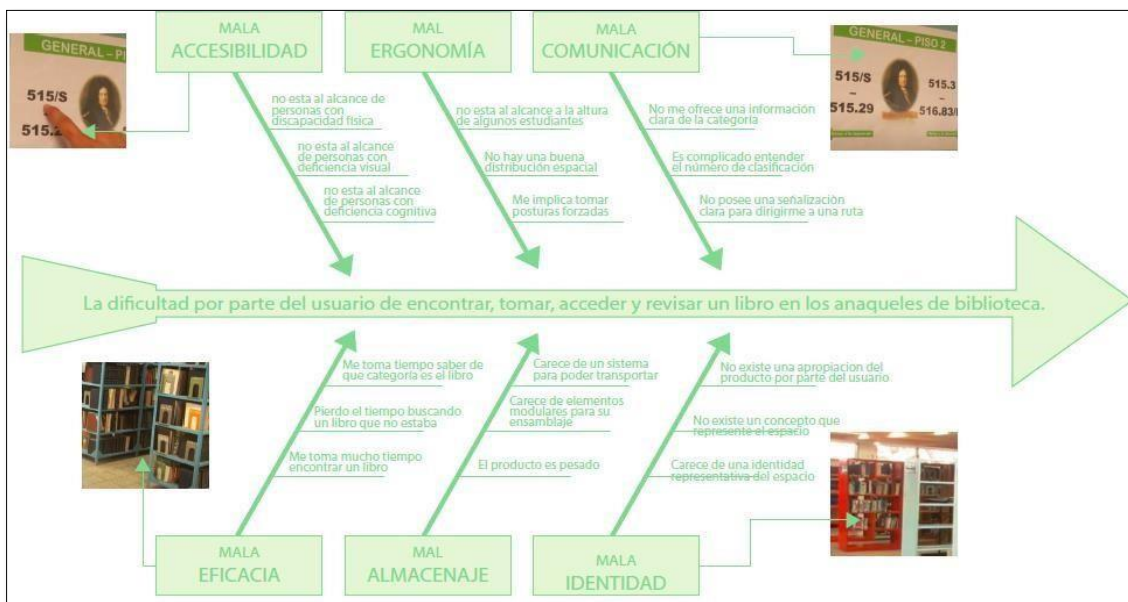 MALA
ACCESIBILIDAD
MAL
ERGONOMÍA
MALA
COMUNICACIÓN
GENERAL – PI
515/S
515.2
GENERAL – PISO 2
515/S
–
515.29
515.3
–
516.83/
no esta al alcance de
personas con
discapacidad física
no esta al alcance
de personas con
deficiencia visual
no esta al alcance
de personas con
deficiencia cognitiva
no esta al alcance a la altura
de algunos estudiantes
No hay una buena
distribución espacial
Me implica tomar
posturas forzadas
No me ofrece una información
clara de la categoría
Es complicado entender
el número de clasificación
No posee una señalización
clara para dirigirme a una ruta
La dificultad por parte del usuario de encontrar, tomar, acceder y revisar un libro en los anaqueles de biblioteca.
Me toma tiempo saber de
que categoría es el libro
Pierdo el tiempo buscando
un libro que no estaba
Me toma mucho tiempo
encontrar un libro
Carece de un sistema
para poder transportar
Carece de elementos
modulares para su
ensamblaje
El producto es pesado
No existe una apropiacion del
producto por parte del usuario
No existe un concepto que
represente el espacio
Carece de una identidad
representativa del espacio
MALA
EFICACIA
MAL
ALMACENAJE
MALA
IDENTIDAD